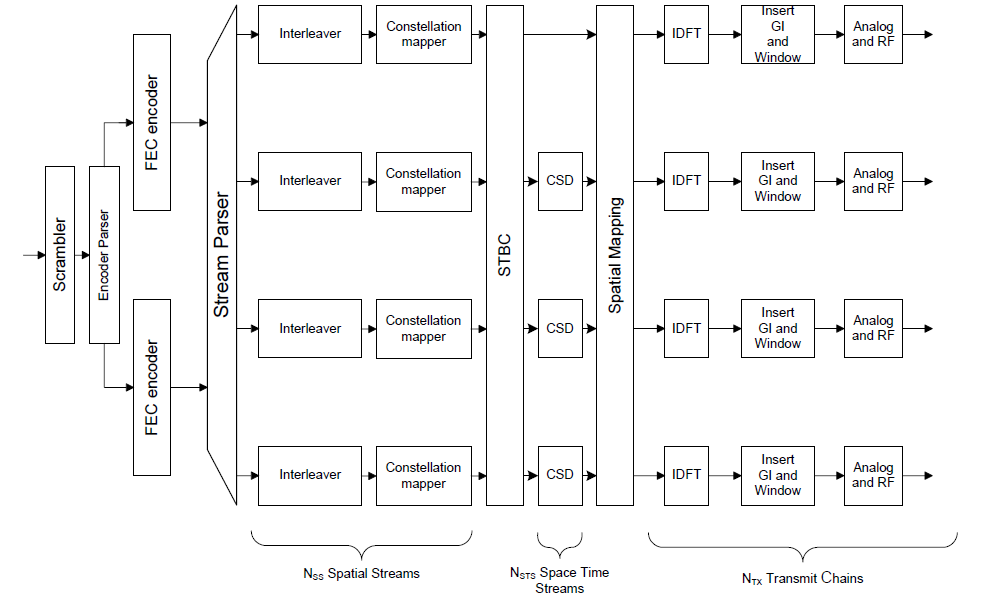 Scrambler
Encoder Parser
FEC encoder
FEC encoder
Stream Parser
Interleaver
Constellation
mapper
Interleaver
Constellation
mapper
Interleaver
Constellation
mapper
Interleaver
Constellation
mapper
STBC
CSD
CSD
CSD
Spatial Mapping
IDFT
Insert
GI
and
Window
Analog
and RF
IDFT
Insert
GI and
Window
Analog
and RF
IDFT
Insert
GI and
Window
Analog
and RF
IDFT
Insert
GI and
Window
Analog
and RF
NSS Spatial Streams
NSTS Space Time
Streams
NTX Transmit Chains